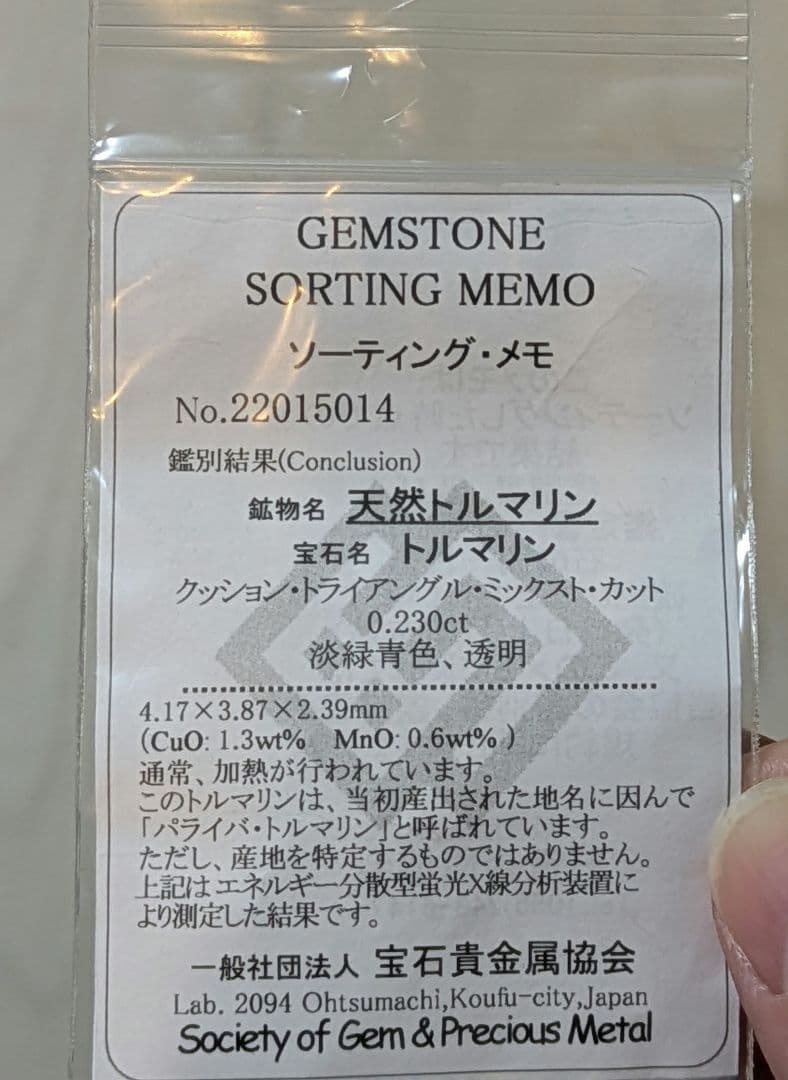 GEMSTONE
SORTING MEMO
ソーティング・メモ
No.22015014
鑑別結果(Conclusion)
鉱物名 天然トルマリン
宝石名 トルマリン
クッション・トライアングル・ミックスト・カット
0.230ct
淡緑青色、透明
4.17×3.87×2.39mm
(CuO: 1.3wt% MnO: 0.6wt% )
通常、加熱が行われています。
このトルマリンは、当初産出された地名に因んで
「パライバ・トルマリン」と呼ばれています。
ただし、産地を特定するものではありません。
上記はエネルギー分散型蛍光X線分析装置に
より測定した結果です。
一般社団法人 宝石貴金属協会
Lab. 2094 Ohtsumachi,Koufu-city,Japan
Society of Gem & Precious Metal